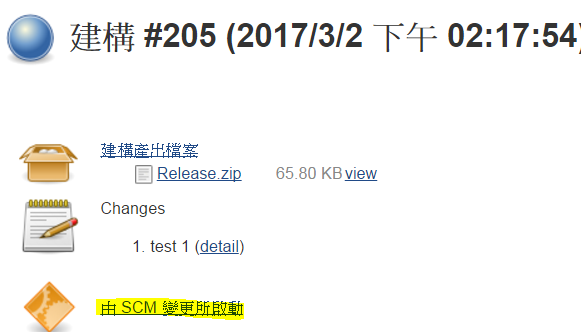 建構 #205 (2017/3/2 下午 02:17:54)
建構產出檔案
Release.zip 65.80 KB view
Changes
1. test 1 (detail)
由 SCM 變更所啟動